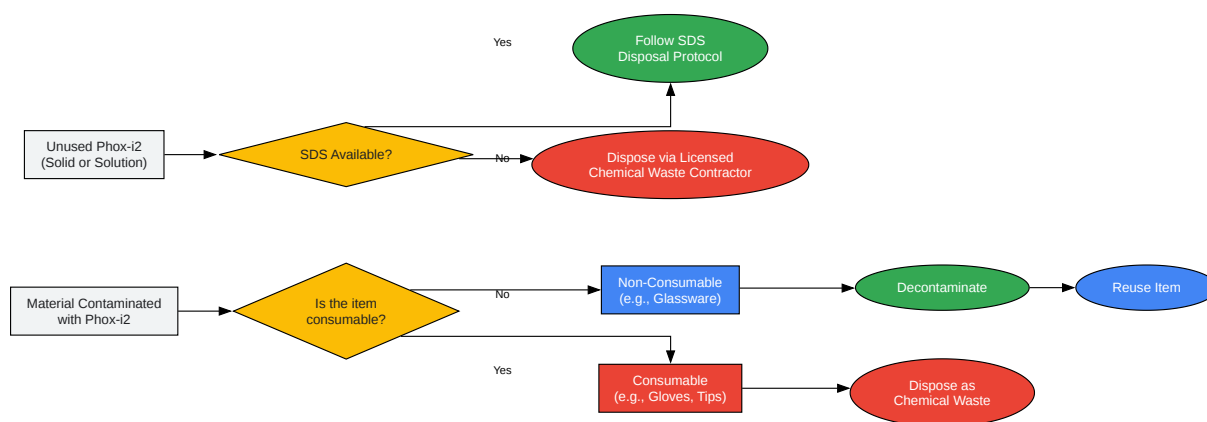 Yes
Follow SDS
Disposal Protocol
Unused Phox-i2
(Solid or Solution)
SDS Available?
No
Dispose via Licensed
Chemical Waste Contractor
Material Contaminated
with Phox-i2
Is the item
consumable?
No
Non-Consumable
(e.g., Glassware)
Decontaminate
Reuse Item
Yes
Consumable
(e.g., Gloves, Tips)
Dispose as
Chemical Waste